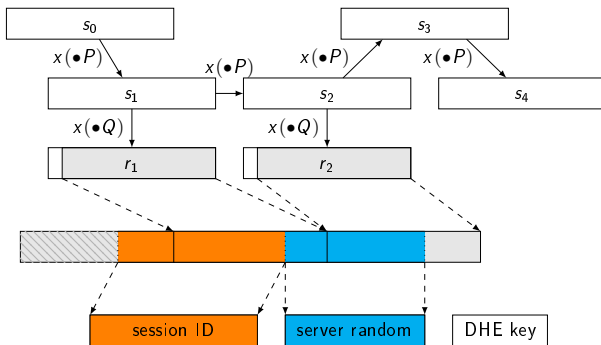 s₀
s₃
x(•P)
x(•P)
x(•P)
x(•P)
s₁
s₂
s₄
x(•Q)
x(•Q)
r₁
r₂
session ID
server random
DHE key